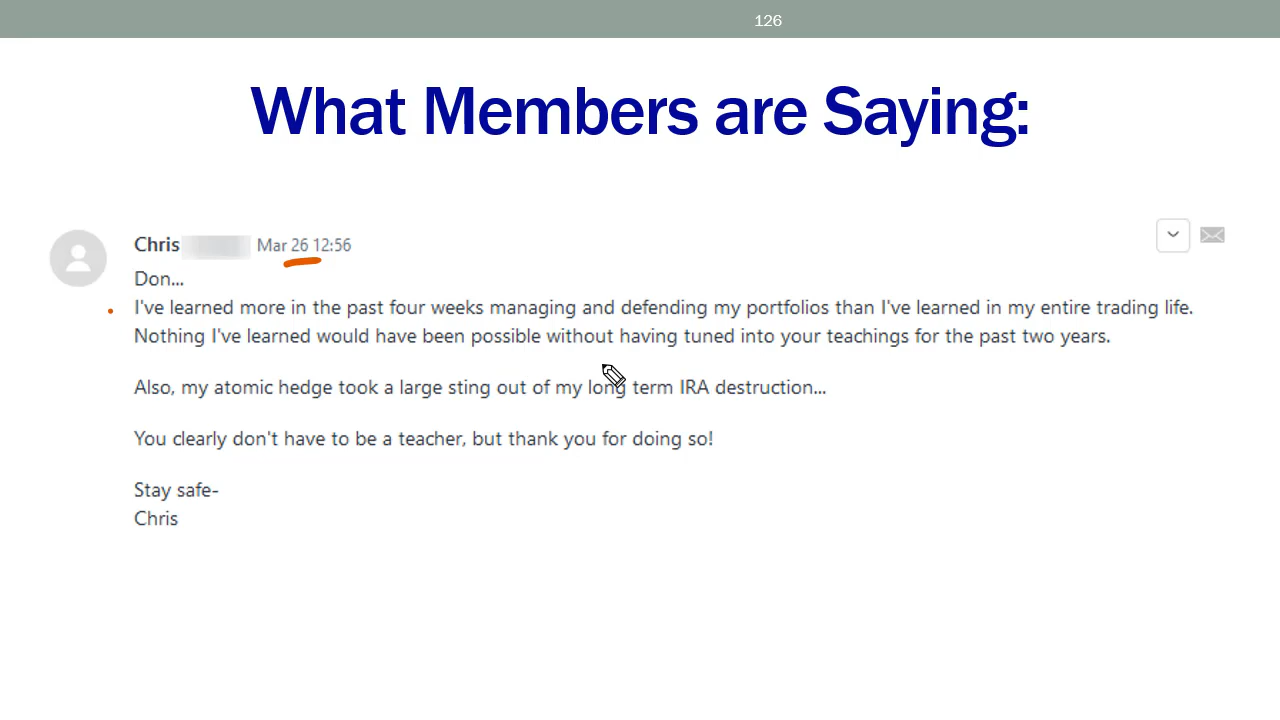 126
What Members are Saying:
Chris Mar 26 12:56
Don...
I've learned more in the past four weeks managing and defending my portfolios than I've learned in my entire trading life.
Nothing I've learned would have been possible without having tuned into your teachings for the past two years.
Also, my atomic hedge took a large sting out of my long term IRA destruction...
You clearly don't have to be a teacher, but thank you for doing so!
Stay safe-
Chris